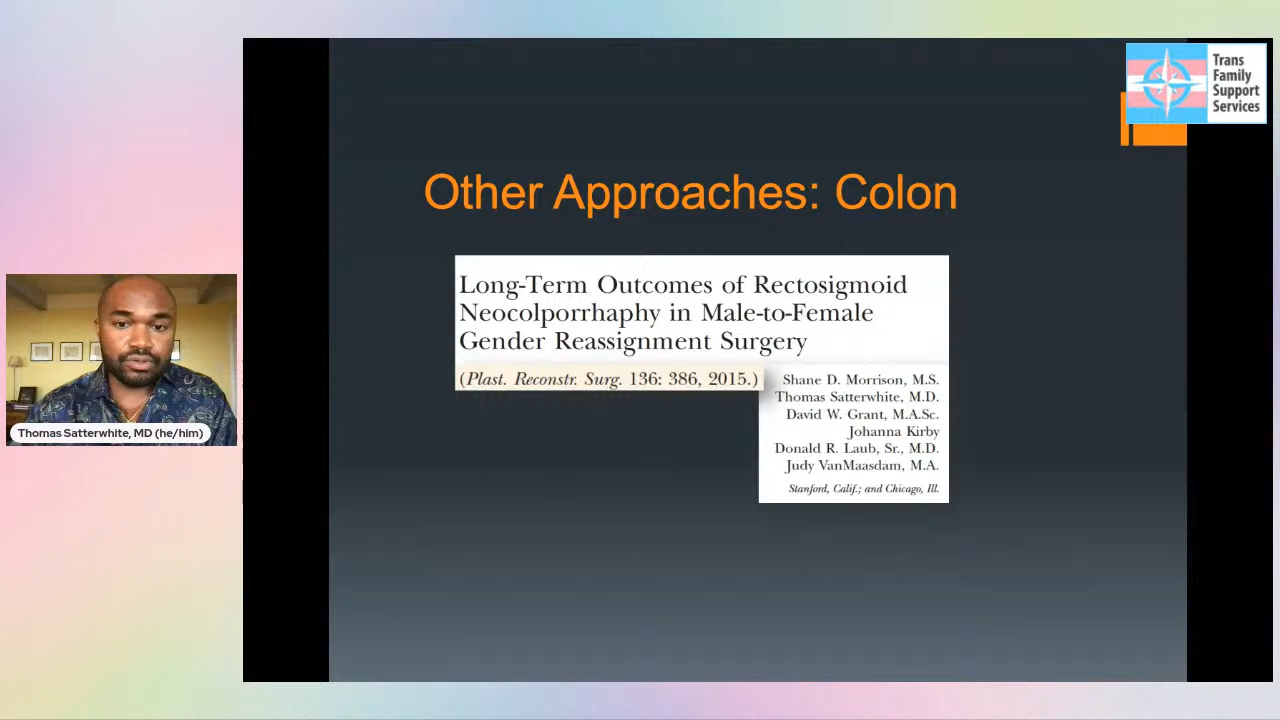 Trans
Family
Support
Services
Other Approaches: Colon
Long-Term Outcomes of Rectosigmoid
Neocolporrhaphy in Male-to-Female
Gender Reassignment Surgery
(Plast. Reconstr. Surg. 136: 386, 2015.)
Shane D. Morrison, M.S.
Thomas Satterwhite, M.D.
David W. Grant, M.A.Sc.
Johanna Kirby
Donald R. Laub, Sr., M.D.
Judy VanMaasdam, M.A.
Stanford, Calif.; and Chicago, Ill.
Thomas Satterwhite, MD (he/him)